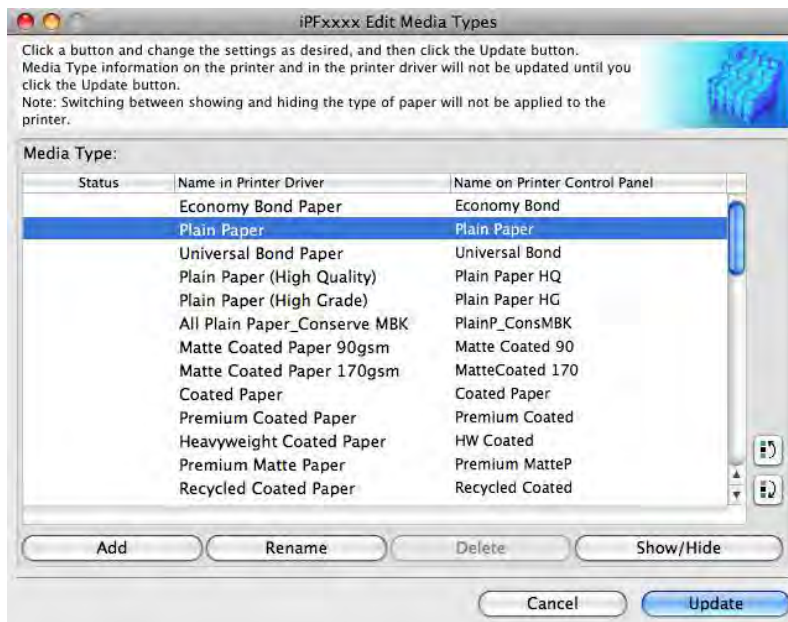 iPFxxxx Edit Media Types
Click a button and change the settings as desired, and then click the Update button.
Media Type information on the printer and in the printer driver will not be updated until you
click the Update button.
Note: Switching between showing and hiding the type of paper will not be applied to the
printer.
Media Type:
Status Name in Printer Driver Name on Printer Control Panel
Economy Bond Paper Economy Bond
Plain Paper Plain Paper
Universal Bond Paper Universal Bond
Plain Paper (High Quality) Plain Paper HQ
Plain Paper (High Grade) Plain Paper HG
All Plain Paper_Conserve MBK PlainP_ConsMBK
Matte Coated Paper 90gsm Matte Coated 90
Matte Coated Paper 170gsm MatteCoated 170
Coated Paper Coated Paper
Premium Coated Paper Premium Coated
Heavyweight Coated Paper HW Coated
Premium Matte Paper Premium MatteP
Recycled Coated Paper Recycled Coated
Add Rename Delete Show/Hide
Cancel Update